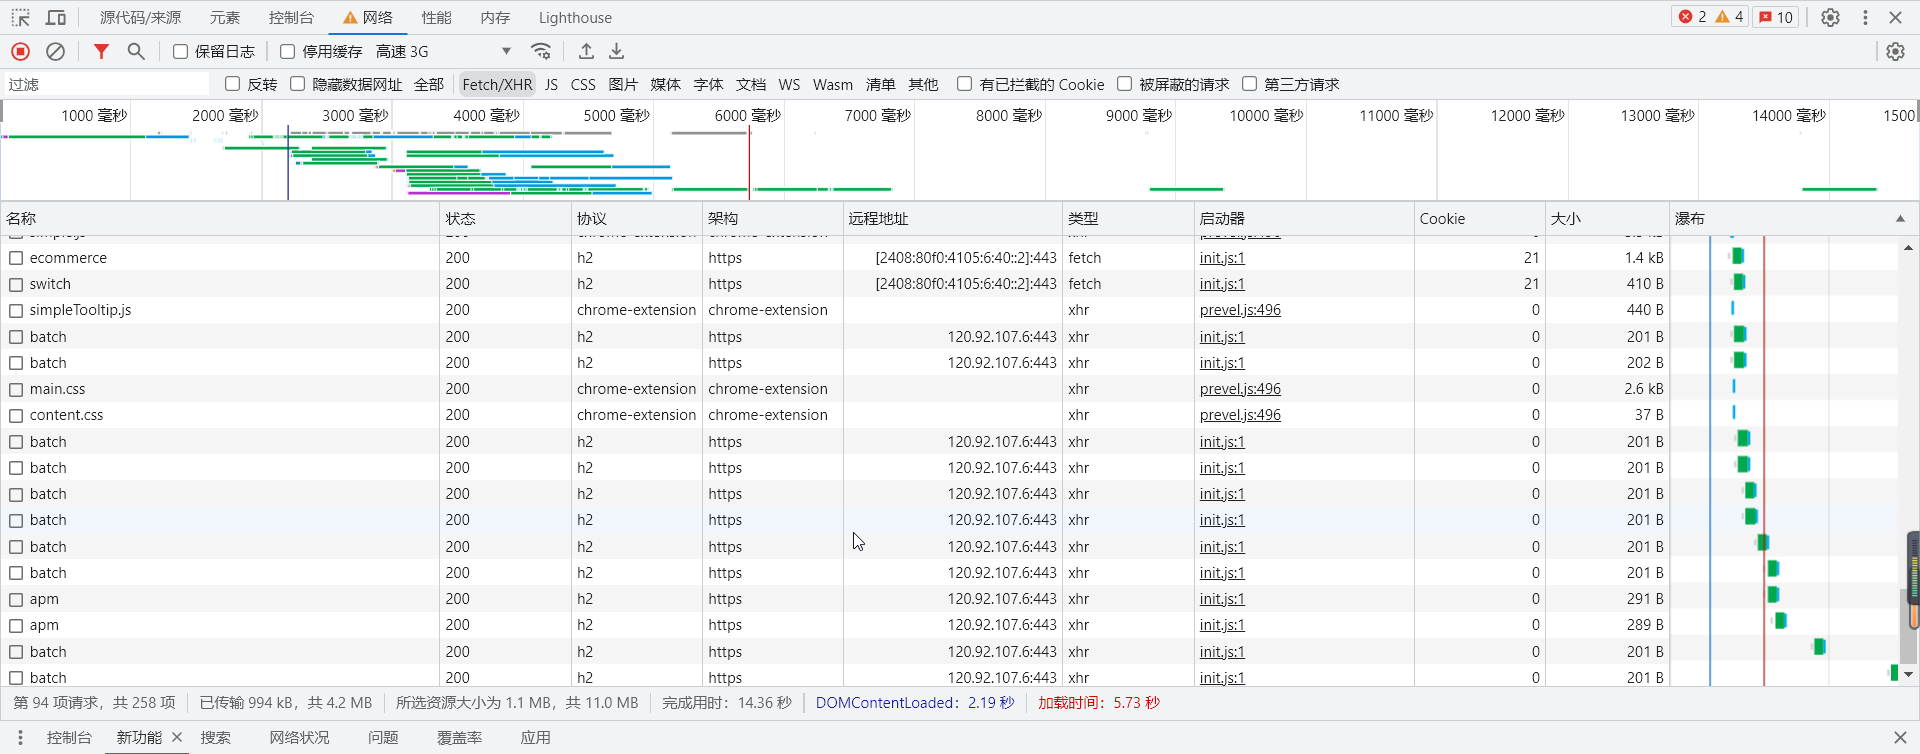 源代码/来源 元素 控制台 网络 性能 内存 Lighthouse 2 4 10
保留日志 停用缓存 高速 3G
过滤 反转 隐藏数据网址 全部 Fetch/XHR JS CSS 图片 媒体 字体 文档 WS Wasm 清单 其他 有已拦截的 Cookie 被屏蔽的请求 第三方请求
1000 毫秒 2000 毫秒 3000 毫秒 4000 毫秒 5000 毫秒 6000 毫秒 7000 毫秒 8000 毫秒 9000 毫秒 10000 毫秒 11000 毫秒 12000 毫秒 13000 毫秒 14000 毫秒 1500
名称 状态 协议 架构 远程地址 类型 启动器 Cookie 大小 瀑布
ecommerce 200 h2 https [2408:80f0:4105:6:40::2]:443 fetch init.js:1 21 1.4 kB
switch 200 h2 https [2408:80f0:4105:6:40::2]:443 fetch init.js:1 21 410 B
simpleTooltip.js 200 chrome-extension chrome-extension xhr prevel.js:496 0 440 B
batch 200 h2 https 120.92.107.6:443 xhr init.js:1 0 201 B
batch 200 h2 https 120.92.107.6:443 xhr init.js:1 0 202 B
main.css 200 chrome-extension chrome-extension xhr prevel.js:496 0 2.6 kB
content.css 200 chrome-extension chrome-extension xhr prevel.js:496 0 37 B
batch 200 h2 https 120.92.107.6:443 xhr init.js:1 0 201 B
batch 200 h2 https 120.92.107.6:443 xhr init.js:1 0 201 B
batch 200 h2 https 120.92.107.6:443 xhr init.js:1 0 201 B
batch 200 h2 https 120.92.107.6:443 xhr init.js:1 0 201 B
batch 200 h2 https 120.92.107.6:443 xhr init.js:1 0 201 B
batch 200 h2 https 120.92.107.6:443 xhr init.js:1 0 201 B
apm 200 h2 https 120.92.107.6:443 xhr init.js:1 0 291 B
apm 200 h2 https 120.92.107.6:443 xhr init.js:1 0 289 B
batch 200 h2 https 120.92.107.6:443 xhr init.js:1 0 201 B
batch 200 h2 https 120.92.107.6:443 xhr init.js:1 0 201 B
第 94 项请求，共 258 项 已传输 994 kB，共 4.2 MB 所选资源大小为 1.1 MB，共 11.0 MB 完成用时：14.36 秒 DOMContentLoaded：2.19 秒 加载时间：5.73 秒
控制台 新功能 搜索 网络状况 问题 覆盖率 应用